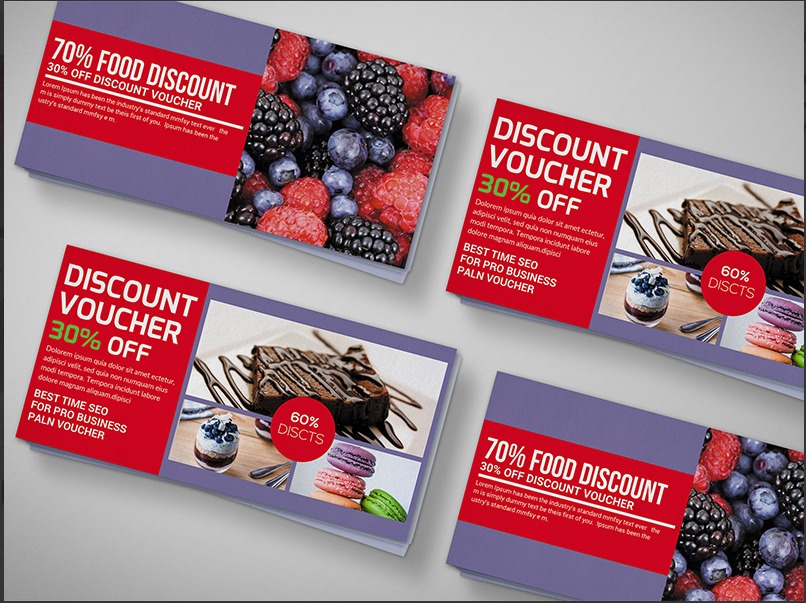 70% FOOD DISCOUNT
30% OFF DISCOUNT VOUCHER
Lorem Ipsum has been the industry's standard mmfsy text ever the
m is simply dummy text be theis first of you. Ipsum has been the
ustry's standard mmfsy e m.
DISCOUNT
VOUCHER
30% OFF
Dolorem ipsum quia dolor sit amet ectetur,
adipisci velit, sed quia non numquam eius
modi tempora. Tempora incidunt labore
dolore magnam aliquam.dipisci
BEST TIME SEO
FOR PRO BUSINESS
PALN VOUCHER
60%
DISCTS
DISCOUNT
VOUCHER
30% OFF
Dolorem ipsum quia dolor sit amet ectetur,
adipisci velit, sed quia non numquam eius
modi tempora. Tempora incidunt labore
dolore magnam aliquam.dipisci
BEST TIME SEO
FOR PRO BUSINESS
PALN VOUCHER
60%
DISCTS
70% FOOD DISCOUNT
30% OFF DISCOUNT VOUCHER
Lorem Ipsum has been the industry's standard mmfsy text ever the
m is simply dummy text be theis first of you. Ipsum has been the
ustry's standard mmfsy e m.